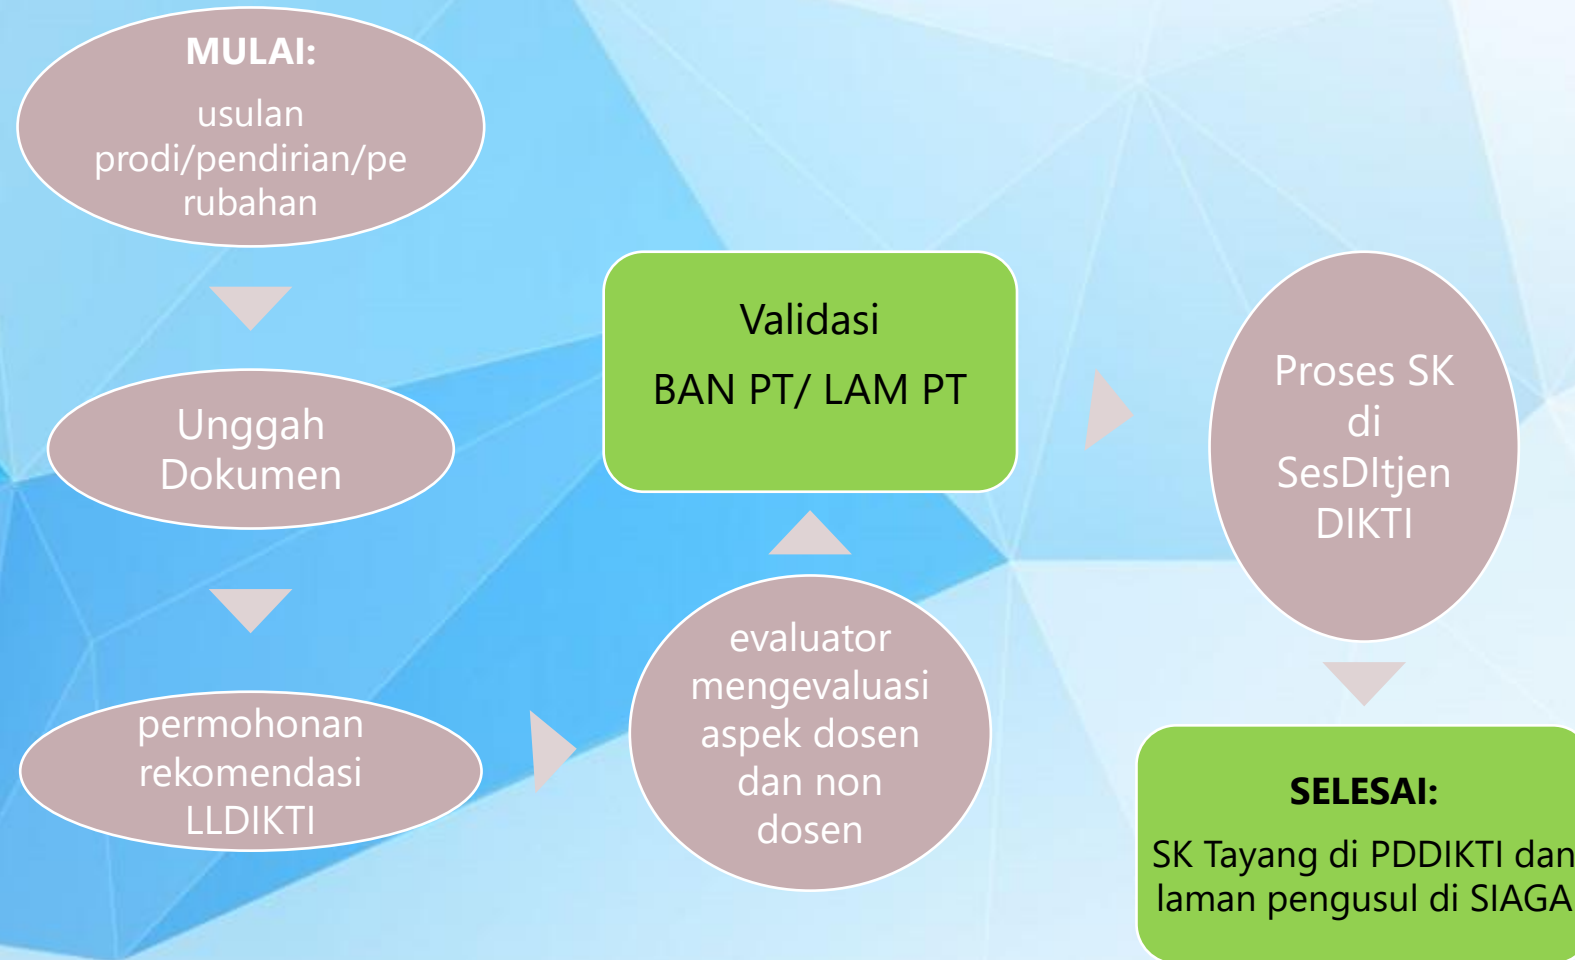 MULAI:
usulan
prodi/pendirian/pe
rubahan
Unggah
Dokumen
permohonan
rekomendasi
LLDIKTI
evaluator
mengevaluasi
aspek dosen
dan non
dosen
Validasi
BAN PT/ LAM PT
Proses SK
di
SesDItjen
DIKTI
SELESAI:
SK Tayang di PDDIKTI dan
laman pengusul di SIAGA